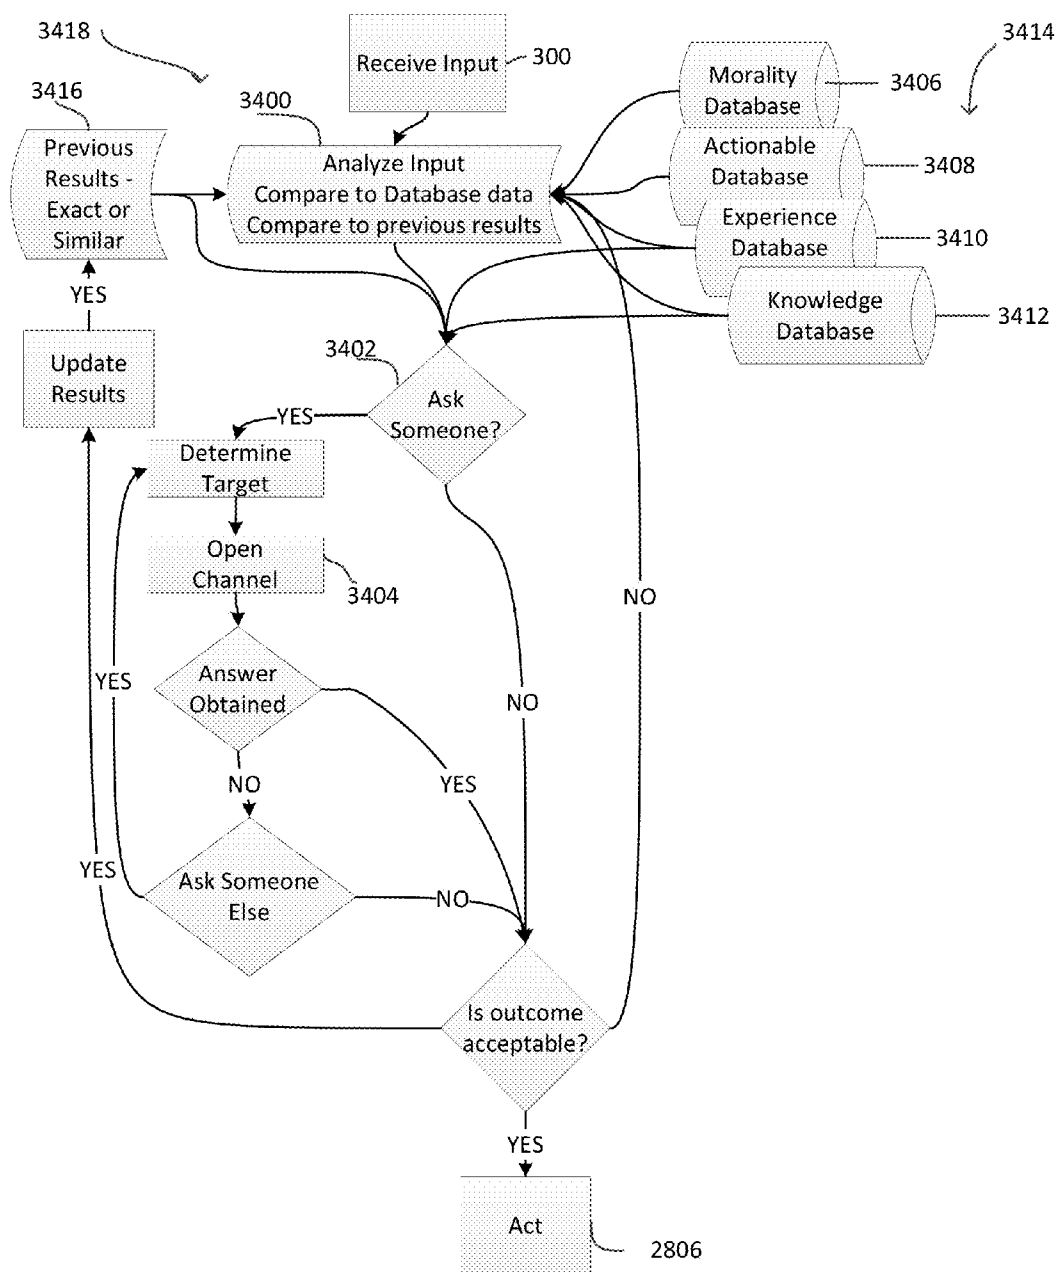 3418
Receive Input
300
3414
3416
3400
Morality
Database
3406
Previous
Results -
Exact or
Similar
Analyze Input
Compare to Database data
Compare to previous results
Actionable
Database
3408
Experience
Database
3410
YES
Knowledge
Database
3412
Update
Results
3402
Ask
Someone?
YES
Determine
Target
Open
Channel
3404
NO
Answer
Obtained
YES
NO
NO
YES
YES
Ask Someone
Else
NO
Is outcome
acceptable?
YES
Act
2806